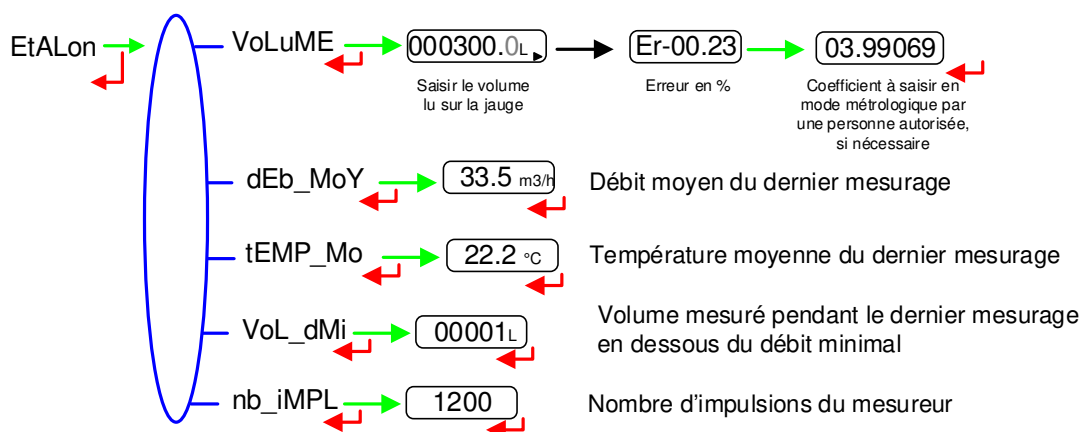 EtALon
VoLuME
000300.0L
Er-00.23
03.99069
Saisir le volume
lu sur la jauge
Erreur en %
Coefficient à saisir en
mode métrologique par
une personne autorisée,
si nécessaire
dEb_MoY
33.5 m3/h
Débit moyen du dernier mesurage
tEMP_Mo
22.2 °C
Température moyenne du dernier mesurage
VoL_dMi
00001L
Volume mesuré pendant le dernier mesurage
en dessous du débit minimal
nb_iMPL
1200
Nombre d'impulsions du mesureur